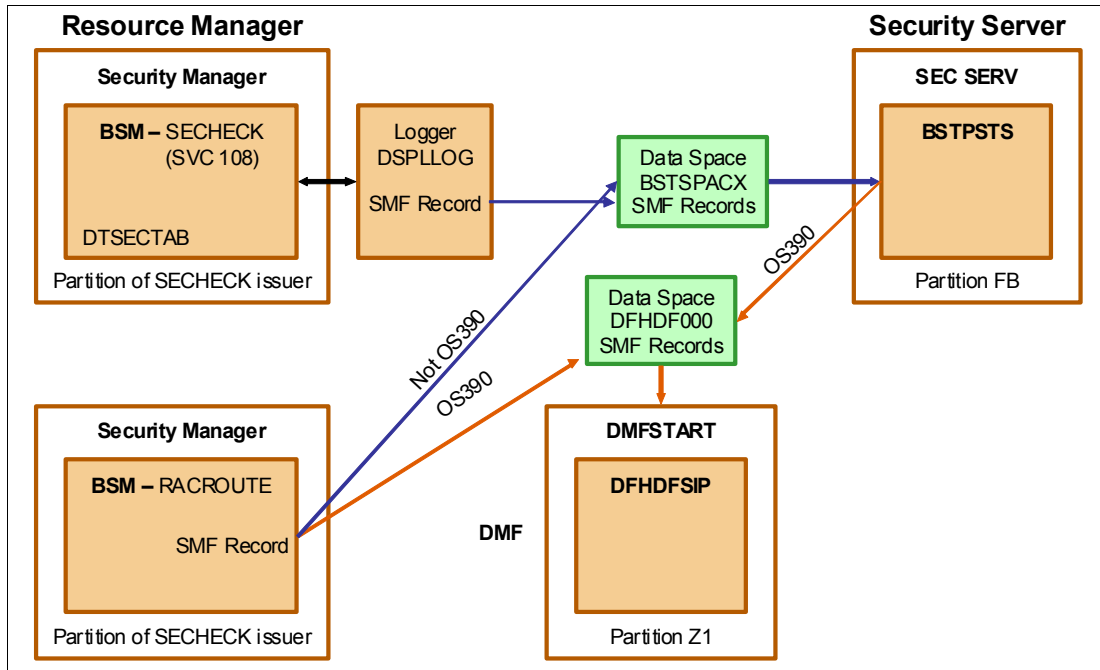 Resource Manager
Security Server
Security Manager
BSM – SECHECK
(SVC 108)
DTSECTAB
Partition of SECHECK issuer
Logger
DSPLLOG
SMF Record
Data Space
BSTSPACX
SMF Records
SEC SERV
BSTPSTS
Partition FB
OS390
Data Space
DFHDF000
SMF Records
Not OS390
OS390
Security Manager
BSM – RACROUTE
SMF Record
Partition of SECHECK issuer
DMF
DMFSTART
DFHDFSIP
Partition Z1